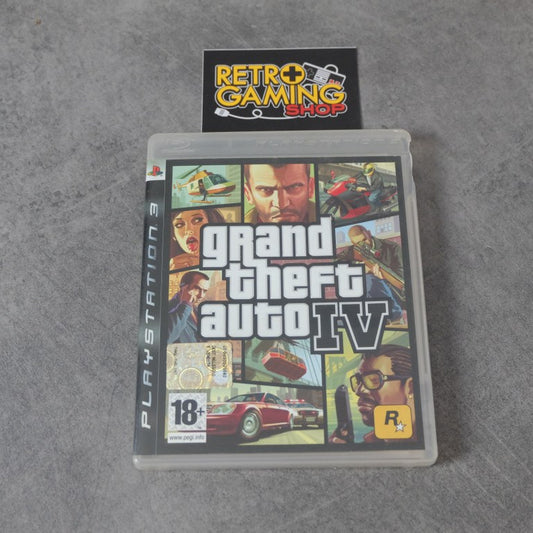 RETRO
GAMING
SHOP
PLAYSTATION 3
grand
theft
auto IV
18+
www.pegi.info
R